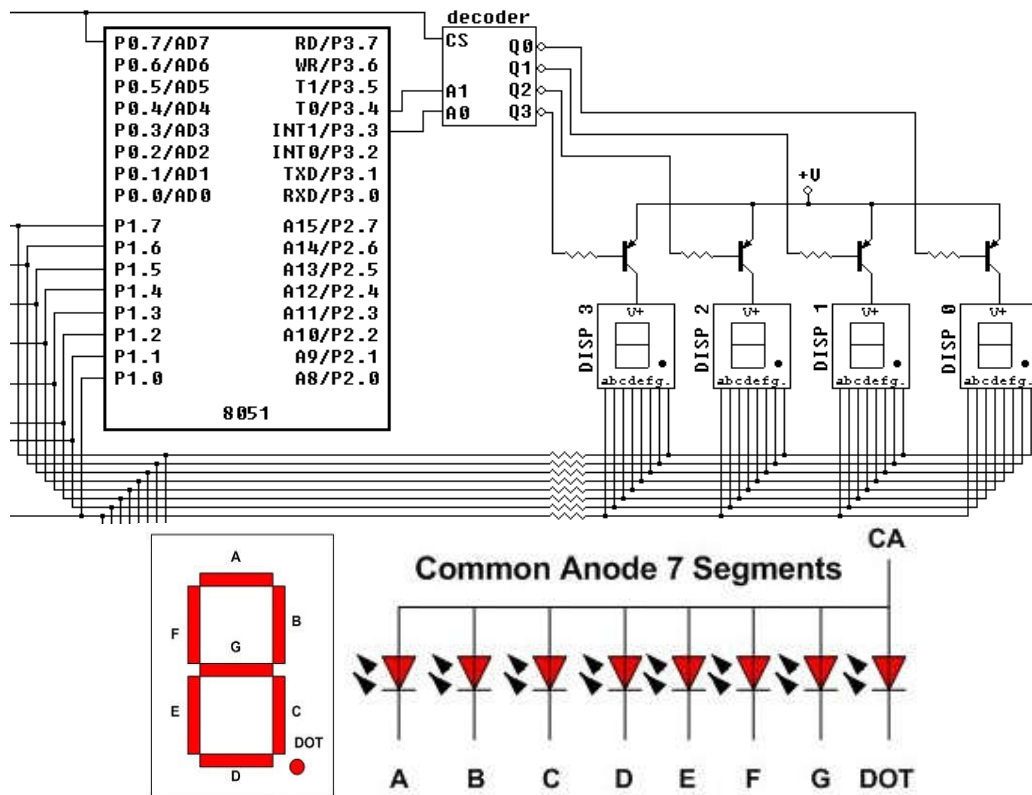 decoder
CS
A1
A0
Q0
Q1
Q2
Q3
P0.7/AD7 RD/P3.7
P0.6/AD6 WR/P3.6
P0.5/AD5 T1/P3.5
P0.4/AD4 T0/P3.4
P0.3/AD3 INT1/P3.3
P0.2/AD2 INT0/P3.2
P0.1/AD1 TXD/P3.1
P0.0/AD0 RXD/P3.0
P1.7 A15/P2.7
P1.6 A14/P2.6
P1.5 A13/P2.5
P1.4 A12/P2.4
P1.3 A11/P2.3
P1.2 A10/P2.2
P1.1 A9/P2.1
P1.0 A8/P2.0
8051
+V
DISP 3
V+
abcdefg.
DISP 2
V+
abcdefg.
DISP 1
V+
abcdefg.
DISP 0
V+
abcdefg.
A
F
B
G
E
C
DOT
D
CA
Common Anode 7 Segments
A B C D E F G DOT